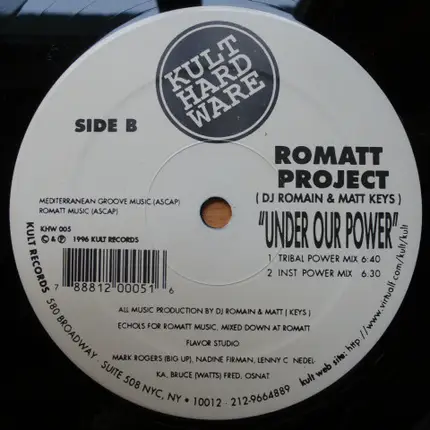 KULT
HARD
WARE
SIDE B
ROMATT
PROJECT
( DJ ROMAIN & MATT KEYS )
"UNDER OUR POWER"
1 TRIBAL POWER MIX 6:40
2 INST POWER MIX 6.30
MEDITERRANEAN GROOVE MUSIC (ASCAP)
ROMATT MUSIC (ASCAP)
KHW 005
© & ℗ 1996 KULT RECORDS
7 88812 00051 6
ALL MUSIC PRODUCTION BY DJ ROMAIN & MATT ( KEYS )
ECHOLS FOR ROMATT MUSIC, MIXED DOWN AT ROMATT
FLAVOR STUDIO
MARK ROGERS (BIG UP), NADINE FIRMAN, LENNY C NEDEL-
KA, BRUCE (WATTS) FRED, OSNAT.
KULT RECORDS 580 BROADWAY · SUITE 508 NYC, NY · 10012 · 212-9664889
kult web site: http://www.virtuall.com/kult/kult